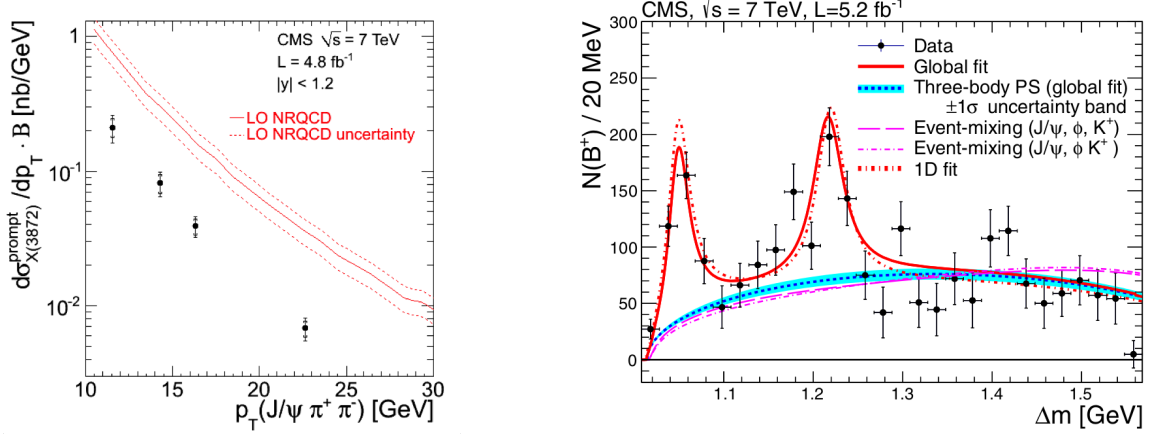 CMS √s = 7 TeV
L = 4.8 fb⁻¹
|y| < 1.2
LO NRQCD
LO NRQCD uncertainty
dσ^prompt_X(3872)/dp_T · B [nb/GeV]
1
10⁻¹
10⁻²
10 15 20 25 30
p_T(J/ψ π⁺ π⁻) [GeV]
CMS, √s = 7 TeV, L=5.2 fb⁻¹
Data
Global fit
Three-body PS (global fit)
±1σ uncertainty band
Event-mixing (J/ψ, φ, K⁺)
Event-mixing (J/ψ, φ K⁺ )
1D fit
N(B⁺) / 20 MeV
300
250
200
150
100
50
0
1.1 1.2 1.3 1.4 1.5
Δm [GeV]